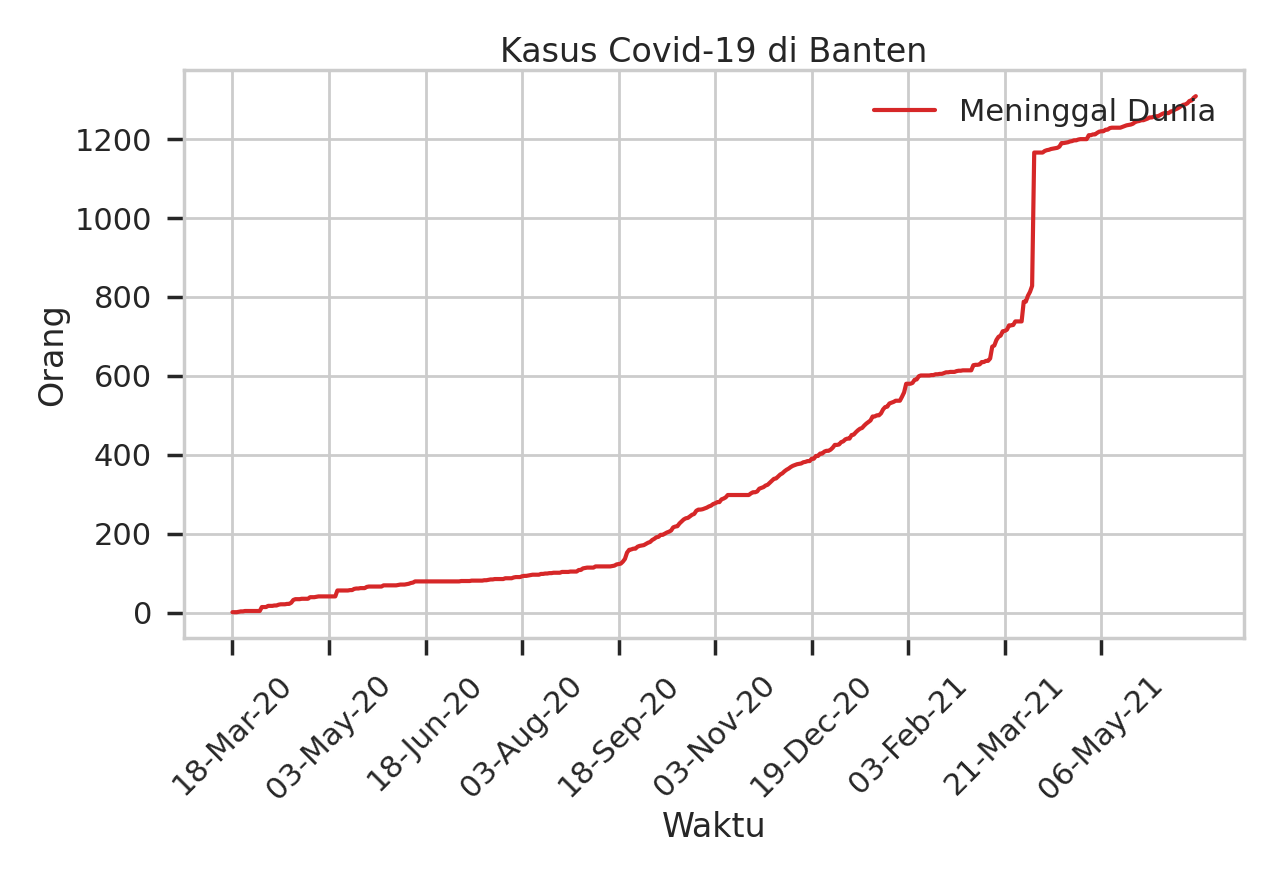 Kasus Covid-19 di Banten
Meninggal Dunia
Orang
1200
1000
800
600
400
200
0
18-Mar-20
03-May-20
18-Jun-20
03-Aug-20
18-Sep-20
03-Nov-20
19-Dec-20
03-Feb-21
21-Mar-21
06-May-21
Waktu